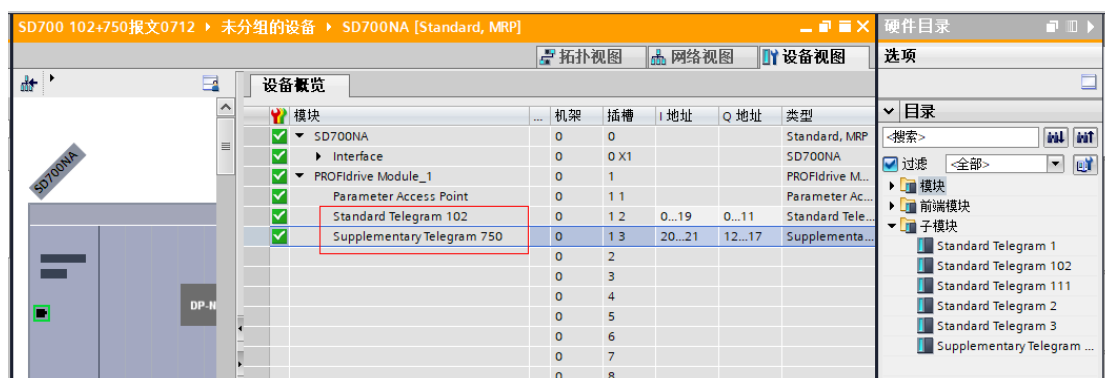 SD700 102+750报文0712 ▸ 未分组的设备 ▸ SD700NA [Standard, MRP]
硬件目录
拓扑视图 网络视图 设备视图
选项
设备概览
模块 ... 机架 插槽 I 地址 Q 地址 类型
SD700NA 0 0 Standard, MRP
Interface 0 0 X1 SD700NA
PROFIdrive Module_1 0 1 PROFIdrive M...
Parameter Access Point 0 1 1 Parameter Ac...
Standard Telegram 102 0 1 2 0...19 0...11 Standard Tele...
Supplementary Telegram 750 0 1 3 20...21 12...17 Supplementa...
0 2
0 3
0 4
0 5
0 6
0 7
0 8
SD700NA
DP-N
目录
<搜索>
过滤 <全部>
模块
前端模块
子模块
Standard Telegram 1
Standard Telegram 102
Standard Telegram 111
Standard Telegram 2
Standard Telegram 3
Supplementary Telegram ...